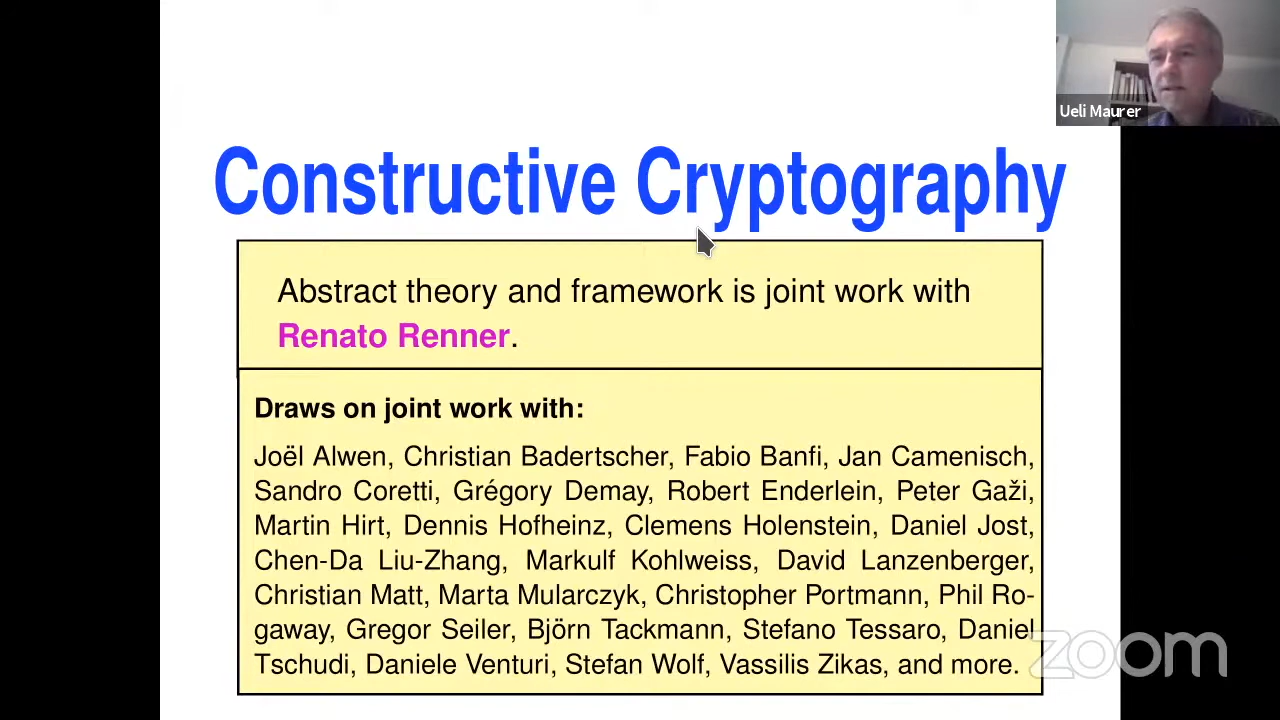 Ueli Maurer
Constructive Cryptography
Abstract theory and framework is joint work with
Renato Renner.
Draws on joint work with:
Joël Alwen, Christian Badertscher, Fabio Banfi, Jan Camenisch,
Sandro Coretti, Grégory Demay, Robert Enderlein, Peter Gaži,
Martin Hirt, Dennis Hofheinz, Clemens Holenstein, Daniel Jost,
Chen-Da Liu-Zhang, Markulf Kohlweiss, David Lanzenberger,
Christian Matt, Marta Mularczyk, Christopher Portmann, Phil Ro-
gaway, Gregor Seiler, Björn Tackmann, Stefano Tessaro, Daniel
Tschudi, Daniele Venturi, Stefan Wolf, Vassilis Zikas, and more.
zoom